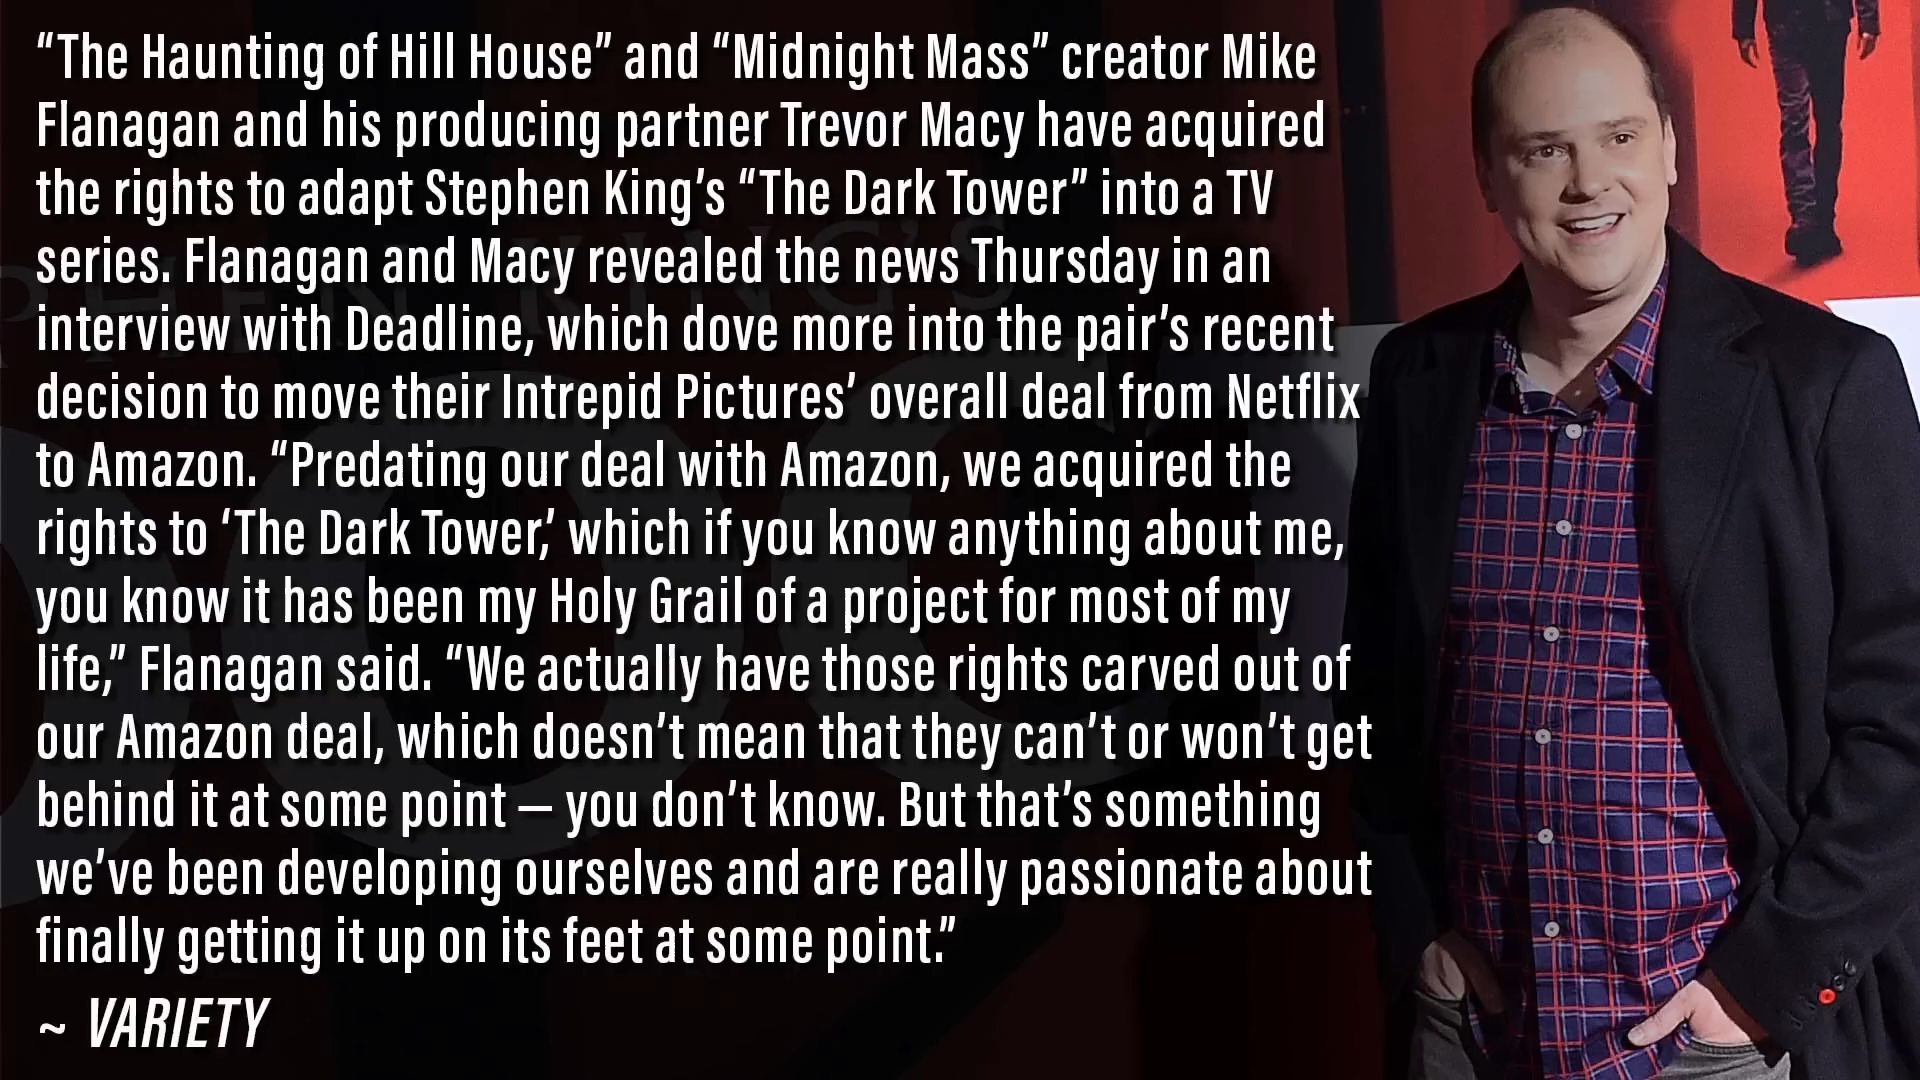 “The Haunting of Hill House” and “Midnight Mass” creator Mike
Flanagan and his producing partner Trevor Macy have acquired
the rights to adapt Stephen King’s “The Dark Tower” into a TV
series. Flanagan and Macy revealed the news Thursday in an
interview with Deadline, which dove more into the pair’s recent
decision to move their Intrepid Pictures’ overall deal from Netflix
to Amazon. “Predating our deal with Amazon, we acquired the
rights to ‘The Dark Tower,’ which if you know anything about me,
you know it has been my Holy Grail of a project for most of my
life,” Flanagan said. “We actually have those rights carved out of
our Amazon deal, which doesn’t mean that they can’t or won’t get
behind it at some point — you don’t know. But that’s something
we’ve been developing ourselves and are really passionate about
finally getting it up on its feet at some point.”
~ VARIETY